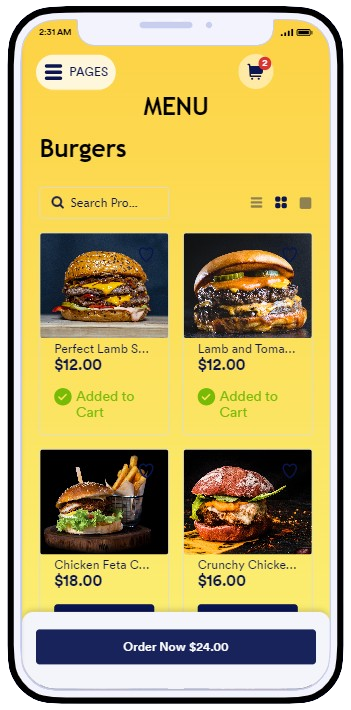 2:31 AM
PAGES
2
MENU
Burgers
Search Pro...
Perfect Lamb S...
$12.00
Added to
Cart
Lamb and Toma...
$12.00
Added to
Cart
Chicken Feta C...
$18.00
Crunchy Chicke...
$16.00
Order Now $24.00